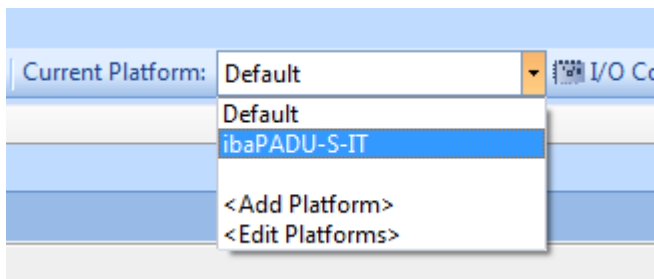 Current Platform: Default I/O Co
Default
ibaPADU-S-IT
<Add Platform>
<Edit Platforms>